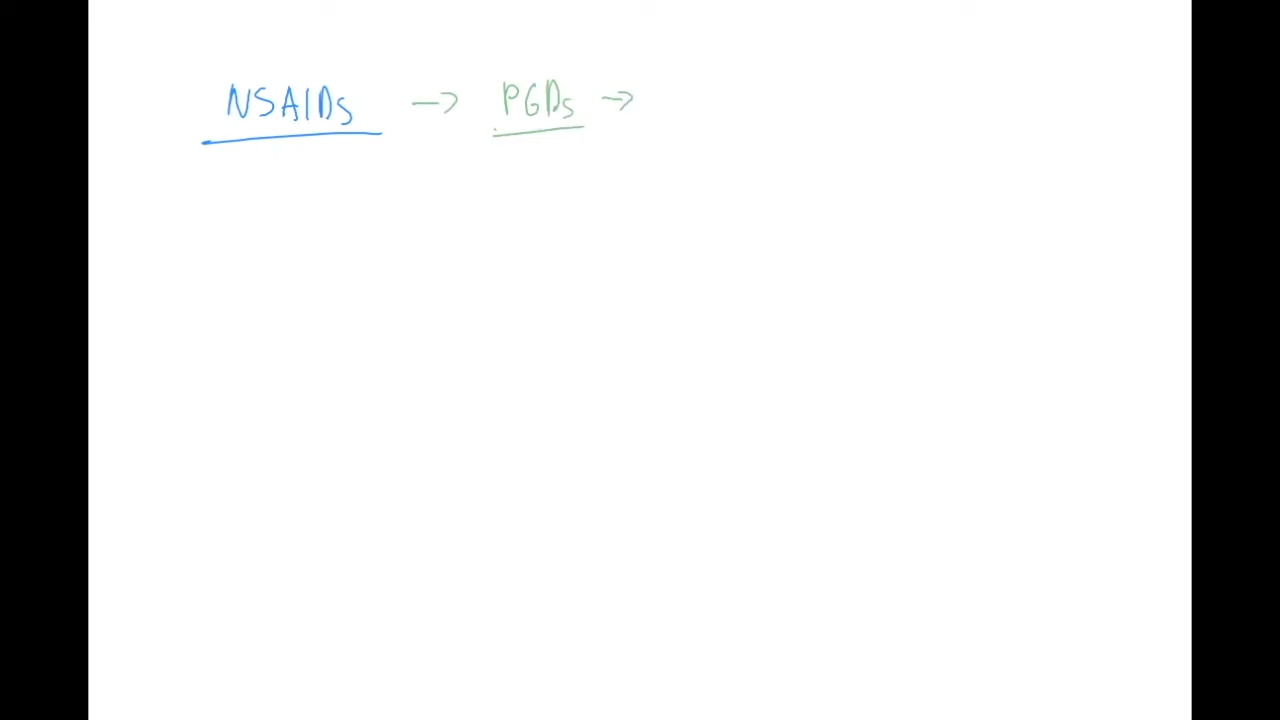 NSAIDs → PGDs →